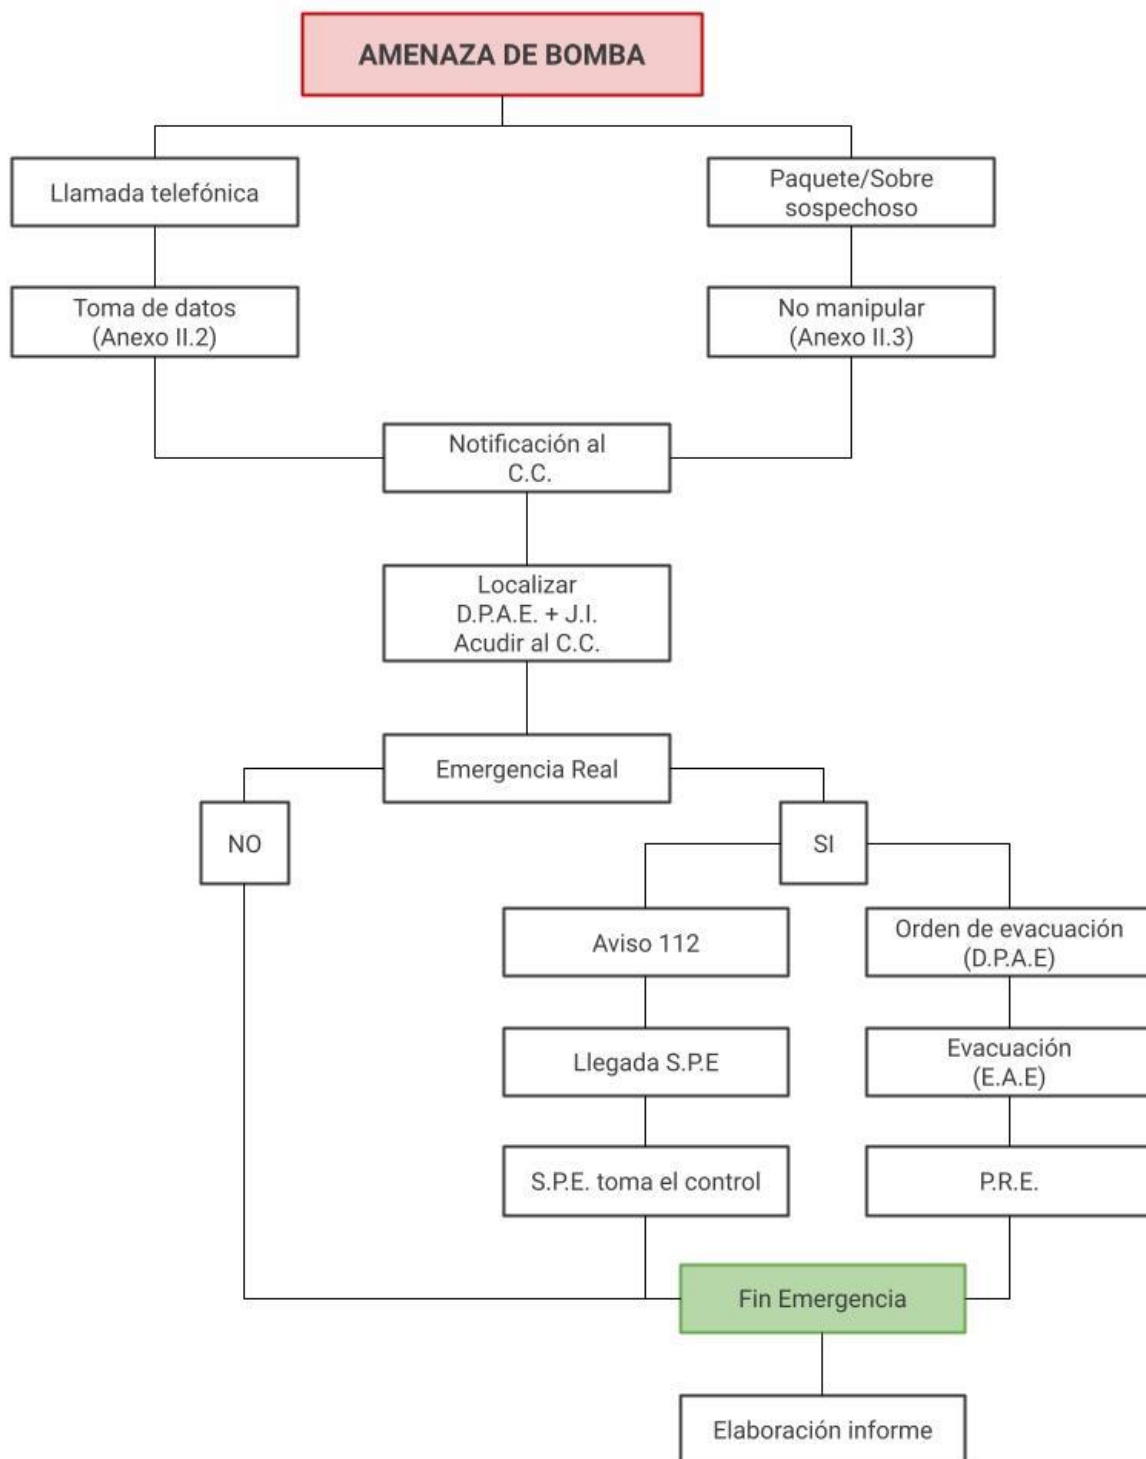 AMENAZA DE BOMBA
Llamada telefónica
Paquete/Sobre
sospechoso
Toma de datos
(Anexo II.2)
No manipular
(Anexo II.3)
Notificación al
C.C.
Localizar
D.P.A.E. + J.I.
Acudir al C.C.
Emergencia Real
NO
SI
Aviso 112
Orden de evacuación
(D.P.A.E)
Llegada S.P.E
Evacuación
(E.A.E)
S.P.E. toma el control
P.R.E.
Fin Emergencia
Elaboración informe